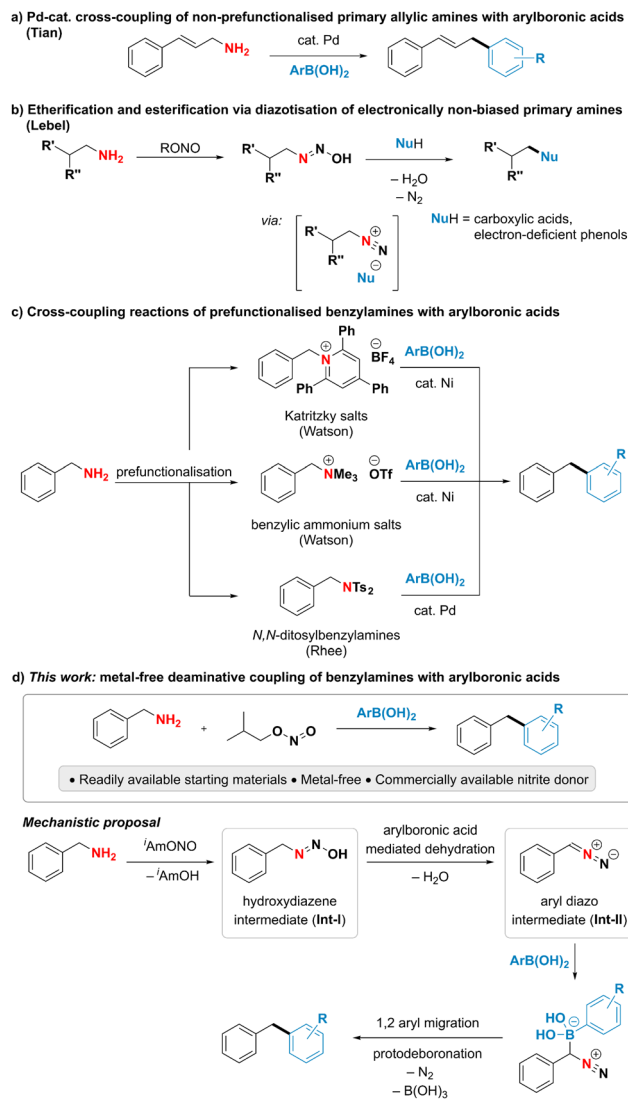 a) Pd-cat. cross-coupling of non-prefunctionalised primary allylic amines with arylboronic acids
(Tian)
NH2
cat. Pd
ArB(OH)2
R
b) Etherification and esterification via diazotisation of electronically non-biased primary amines
(Lebel)
R' NH2
R''
RONO
R' N N OH
R''
NuH
– H2O
– N2
R' Nu
R''
via:
R' N ⊕ N
R''
Nu ⊖
NuH = carboxylic acids,
electron-deficient phenols
c) Cross-coupling reactions of prefunctionalised benzylamines with arylboronic acids
Ph
⊕ N
Ph Ph
⊖ BF4
ArB(OH)2
cat. Ni
Katritzky salts
(Watson)
NH2
prefunctionalisation
⊕ NMe3
⊖ OTf
ArB(OH)2
cat. Ni
R
benzylic ammonium salts
(Watson)
NTs2
ArB(OH)2
cat. Pd
N,N-ditosylbenzylamines
(Rhee)
d) This work: metal-free deaminative coupling of benzylamines with arylboronic acids
NH2
+
O N O
ArB(OH)2
R
• Readily available starting materials • Metal-free • Commercially available nitrite donor
Mechanistic proposal
NH2
iAmONO
– iAmOH
N N OH
hydroxydiazene
intermediate (Int-I)
arylboronic acid
mediated dehydration
– H2O
N ⊕ N ⊖
aryl diazo
intermediate (Int-II)
ArB(OH)2
R
HO
HO B ⊖
N ⊕ N
1,2 aryl migration
protodeboronation
– N2
– B(OH)3
R